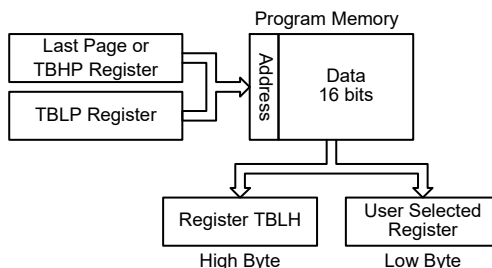 Program Memory
Last Page or
TBHP Register
TBLP Register
Address
Data
16 bits
Register TBLH
User Selected
Register
High Byte
Low Byte